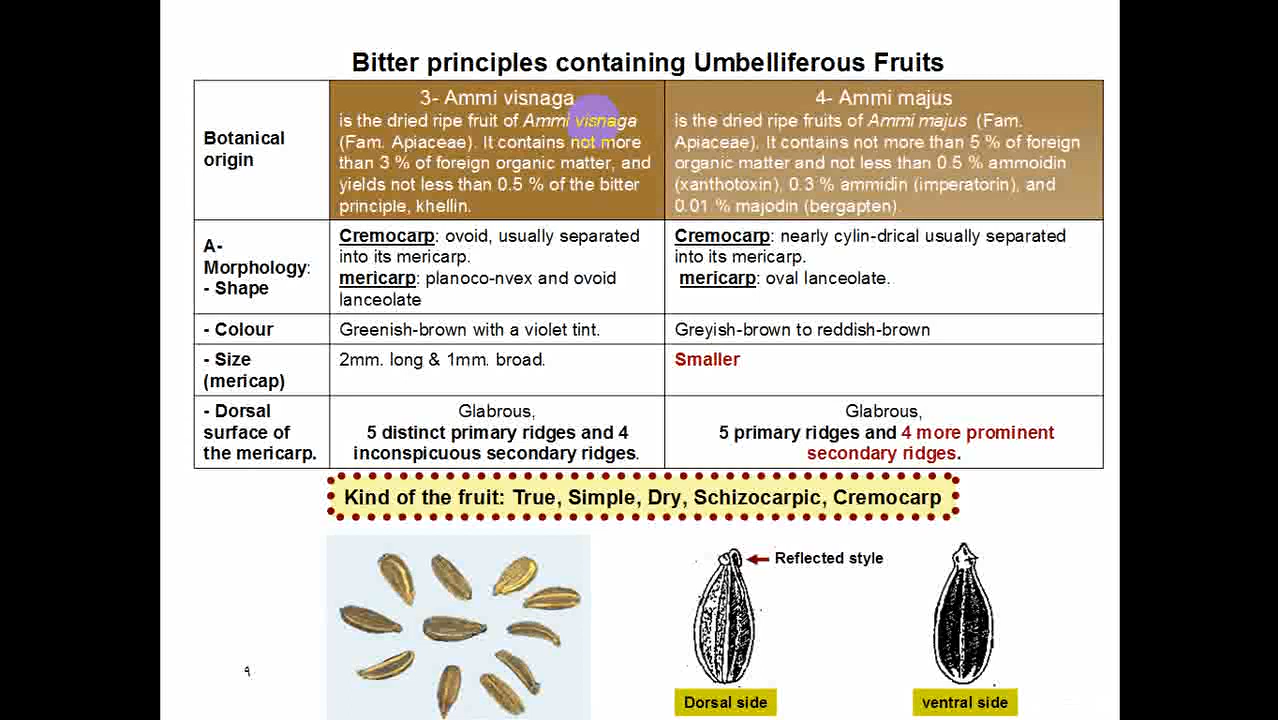 Bitter principles containing Umbelliferous Fruits
Botanical
origin
3- Ammi visnaga
is the dried ripe fruit of Ammi visnaga
(Fam. Apiaceae). It contains not more
than 3 % of foreign organic matter, and
yields not less than 0.5 % of the bitter
principle, khellin.
4- Ammi majus
is the dried ripe fruits of Ammi majus (Fam.
Apiaceae). It contains not more than 5 % of foreign
organic matter and not less than 0.5 % ammoidin
(xanthotoxin), 0.3 % ammidin (imperatorin), and
0.01 % majodin (bergapten).
A-
Morphology:
- Shape
Cremocarp: ovoid, usually separated
into its mericarp.
mericarp: planoco-nvex and ovoid
lanceolate
Cremocarp: nearly cylin-drical usually separated
into its mericarp.
mericarp: oval lanceolate.
- Colour
Greenish-brown with a violet tint.
Greyish-brown to reddish-brown
- Size
(mericap)
2mm. long & 1mm. broad.
Smaller
- Dorsal
surface of
the mericarp.
Glabrous,
5 distinct primary ridges and 4
inconspicuous secondary ridges.
Glabrous,
5 primary ridges and 4 more prominent
secondary ridges.
Kind of the fruit: True, Simple, Dry, Schizocarpic, Cremocarp
Reflected style
Dorsal side
ventral side
٩